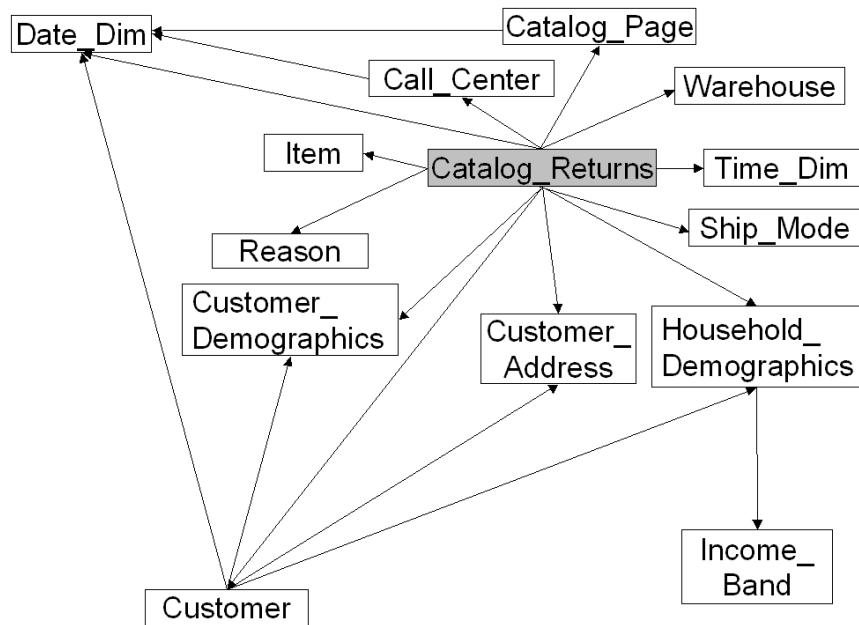 Date_Dim
Catalog_Page
Call_Center
Warehouse
Item
Catalog_Returns
Time_Dim
Ship_Mode
Reason
Customer_
Demographics
Customer_
Address
Household_
Demographics
Income_
Band
Customer